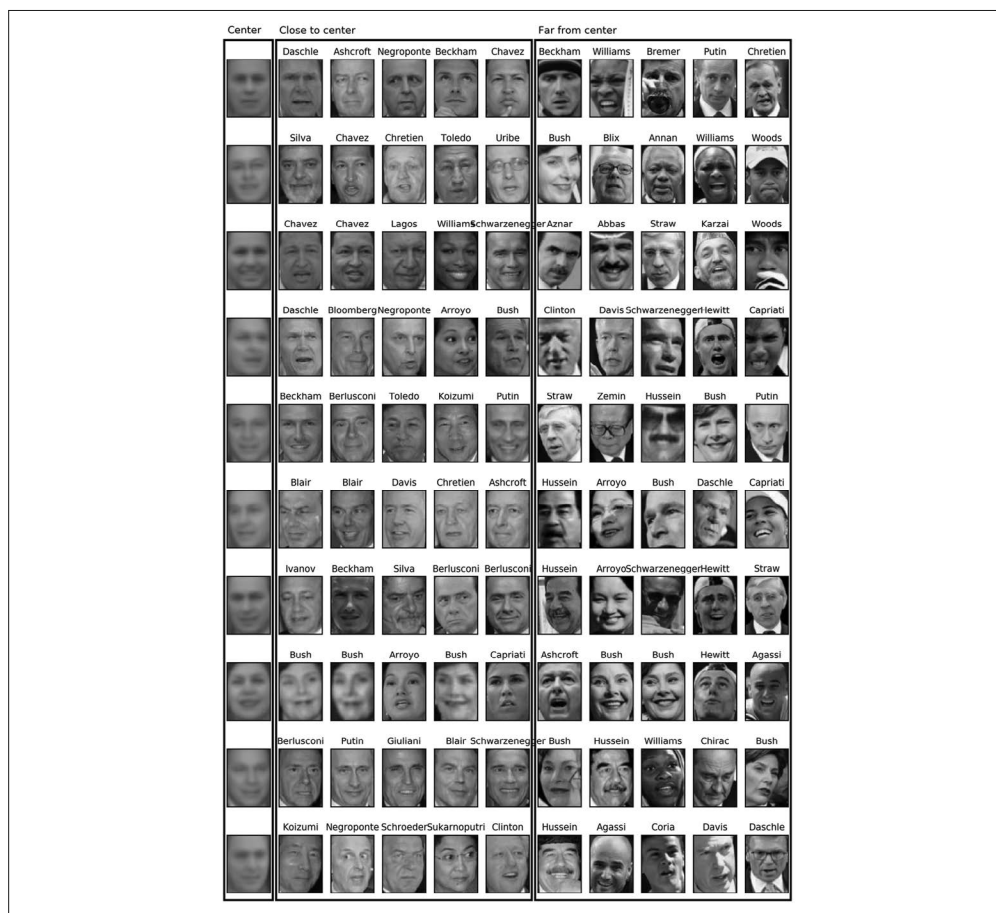 Center Close to center Far from center
Daschle Ashcroft Negroponte Beckham Chavez Beckham Williams Bremer Putin Chretien
Silva Chavez Chretien Toledo Uribe Bush Blix Annan Williams Woods
Chavez Chavez Lagos Williams Schwarzenegger Aznar Abbas Straw Karzai Woods
Daschle Bloomberg Negroponte Arroyo Bush Clinton Davis Schwarzenegger Hewitt Capriati
Beckham Berlusconi Toledo Koizumi Putin Straw Zemin Hussein Bush Putin
Blair Blair Davis Chretien Ashcroft Hussein Arroyo Bush Daschle Capriati
Ivanov Beckham Silva Berlusconi Berlusconi Hussein Arroyo Schwarzenegger Hewitt Straw
Bush Bush Arroyo Bush Capriati Ashcroft Bush Bush Hewitt Agassi
Berlusconi Putin Giuliani Blair Schwarzenegger Bush Hussein Williams Chirac Bush
Koizumi Negroponte Schroeder Sukarnoputri Clinton Hussein Agassi Coria Davis Daschle